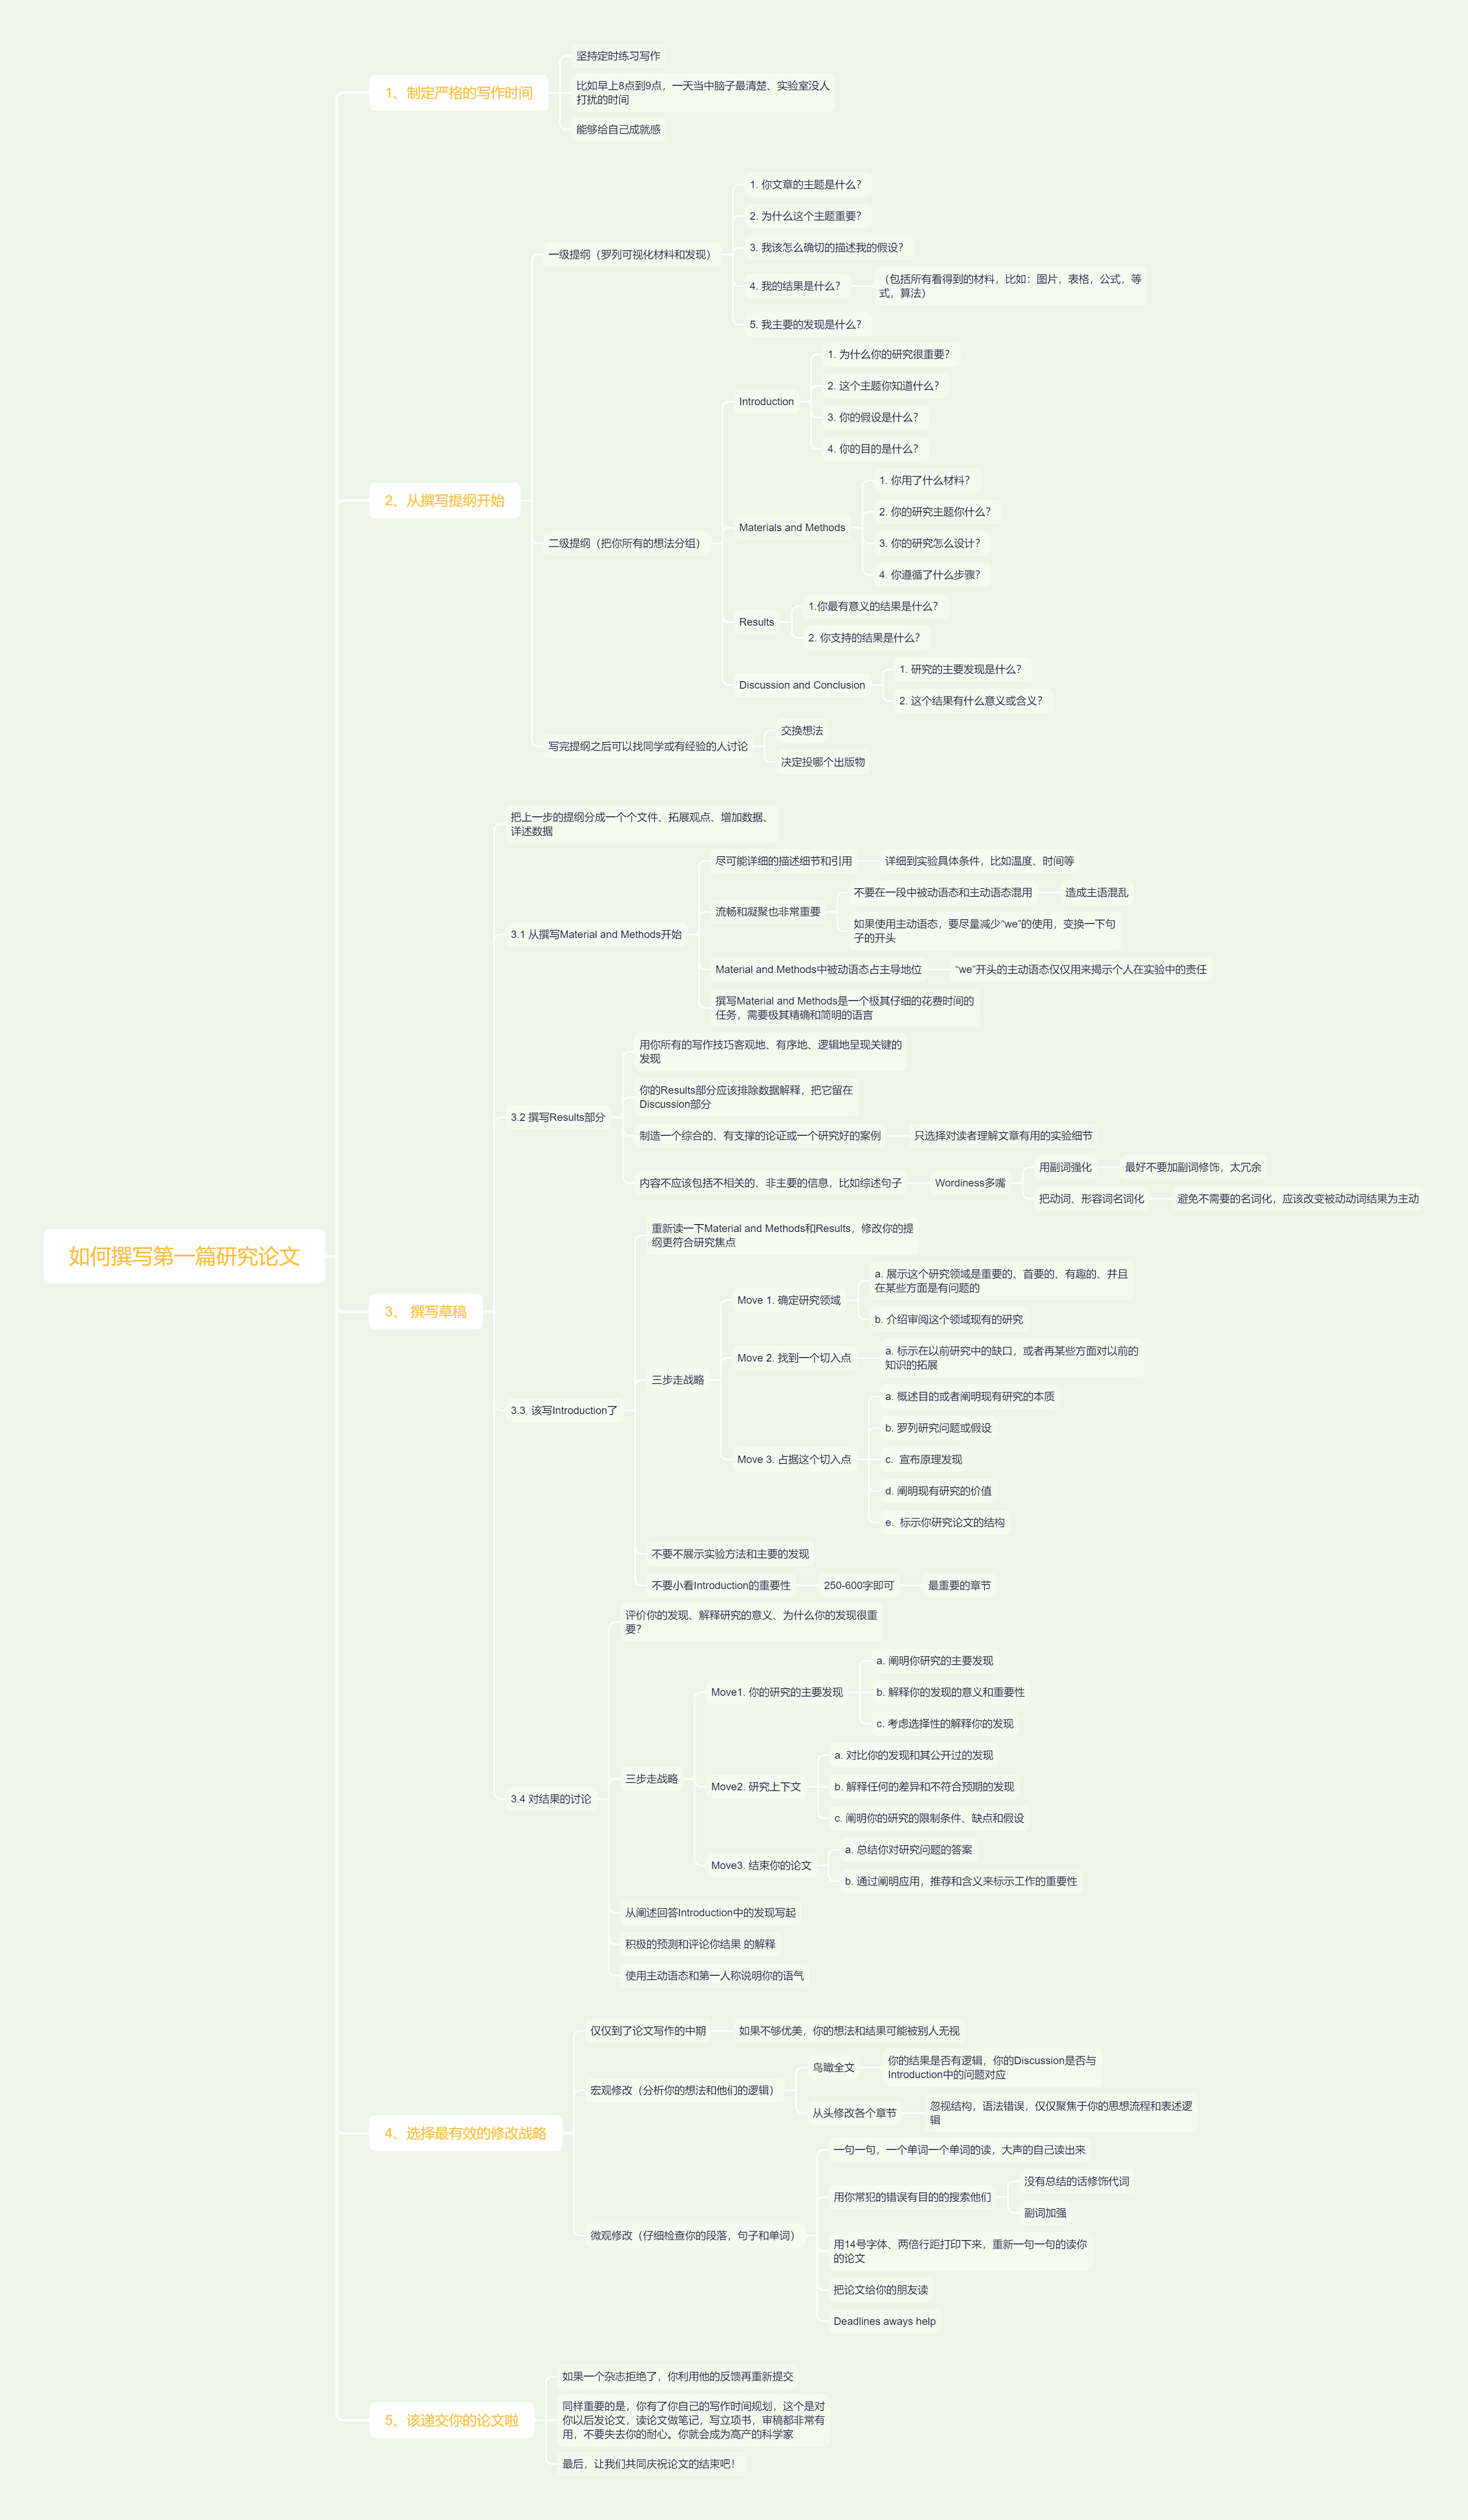 如何撰写第一篇研究论文
1、制定严格的写作时间
坚持定时练习写作
比如早上8点到9点，一天当中脑子最清楚、实验室没人
打扰的时间
能够给自己成就感
2、从撰写提纲开始
一级提纲（罗列可视化材料和发现）
1. 你文章的主题是什么？
2. 为什么这个主题重要？
3. 我该怎么确切的描述我的假设？
4. 我的结果是什么？
（包括所有看得到的材料，比如：图片，表格，公式，等
式，算法）
5. 我主要的发现是什么？
二级提纲（把你所有的想法分组）
Introduction
1. 为什么你的研究很重要？
2. 这个主题你知道什么？
3. 你的假设是什么？
4. 你的目的是什么？
Materials and Methods
1. 你用了什么材料？
2. 你的研究主题你什么？
3. 你的研究怎么设计？
4. 你遵循了什么步骤？
Results
1.你最有意义的结果是什么？
2. 你支持的结果是什么？
Discussion and Conclusion
1. 研究的主要发现是什么？
2. 这个结果有什么意义或含义？
写完提纲之后可以找同学或有经验的人讨论
交换想法
决定投哪个出版物
3、 撰写草稿
把上一步的提纲分成一个个文件、拓展观点、增加数据、
详述数据
3.1 从撰写Material and Methods开始
尽可能详细的描述细节和引用
详细到实验具体条件，比如温度、时间等
流畅和凝聚也非常重要
不要在一段中被动语态和主动语态混用
造成主语混乱
如果使用主动语态，要尽量减少“we”的使用，变换一下句
子的开头
Material and Methods中被动语态占主导地位
“we”开头的主动语态仅仅用来揭示个人在实验中的责任
撰写Material and Methods是一个极其仔细的花费时间的
任务，需要极其精确和简明的语言
3.2 撰写Results部分
用你所有的写作技巧客观地、有序地、逻辑地呈现关键的
发现
你的Results部分应该排除数据解释，把它留在
Discussion部分
制造一个综合的、有支撑的论证或一个研究好的案例
只选择对读者理解文章有用的实验细节
内容不应该包括不相关的、非主要的信息，比如综述句子
Wordiness多嘴
用副词强化
最好不要加副词修饰，太冗余
把动词、形容词名词化
避免不需要的名词化，应该改变被动动词结果为主动
3.3  该写Introduction了
重新读一下Material and Methods和Results，修改你的提
纲更符合研究焦点
三步走战略
Move 1. 确定研究领域
a. 展示这个研究领域是重要的、首要的、有趣的、并且
在某些方面是有问题的
b. 介绍审阅这个领域现有的研究
Move 2. 找到一个切入点
a. 标示在以前研究中的缺口，或者再某些方面对以前的
知识的拓展
Move 3. 占据这个切入点
a. 概述目的或者阐明现有研究的本质
b. 罗列研究问题或假设
c.  宣布原理发现
d. 阐明现有研究的价值
e.  标示你研究论文的结构
不要不展示实验方法和主要的发现
不要小看Introduction的重要性
250-600字即可
最重要的章节
3.4 对结果的讨论
评价你的发现、解释研究的意义、为什么你的发现很重
要？
三步走战略
Move1. 你的研究的主要发现
a. 阐明你研究的主要发现
b. 解释你的发现的意义和重要性
c. 考虑选择性的解释你的发现
Move2. 研究上下文
a. 对比你的发现和其公开过的发现
b. 解释任何的差异和不符合预期的发现
c. 阐明你的研究的限制条件、缺点和假设
Move3. 结束你的论文
a. 总结你对研究问题的答案
b. 通过阐明应用，推荐和含义来标示工作的重要性
从阐述回答Introduction中的发现写起
积极的预测和评论你结果 的解释
使用主动语态和第一人称说明你的语气
4、选择最有效的修改战略
仅仅到了论文写作的中期
如果不够优美，你的想法和结果可能被别人无视
宏观修改（分析你的想法和他们的逻辑）
鸟瞰全文
你的结果是否有逻辑，你的Discussion是否与
Introduction中的问题对应
从头修改各个章节
忽视结构，语法错误，仅仅聚焦于你的思想流程和表述逻
辑
微观修改（仔细检查你的段落，句子和单词）
一句一句，一个单词一个单词的读，大声的自己读出来
用你常犯的错误有目的的搜索他们
没有总结的话修饰代词
副词加强
用14号字体、两倍行距打印下来，重新一句一句的读你
的论文
把论文给你的朋友读
Deadlines aways help
5、该递交你的论文啦
如果一个杂志拒绝了，你利用他的反馈再重新提交
同样重要的是，你有了你自己的写作时间规划，这个是对
你以后发论文，读论文做笔记，写立项书，审稿都非常有
用，不要失去你的耐心。你就会成为高产的科学家
最后，让我们共同庆祝论文的结束吧！